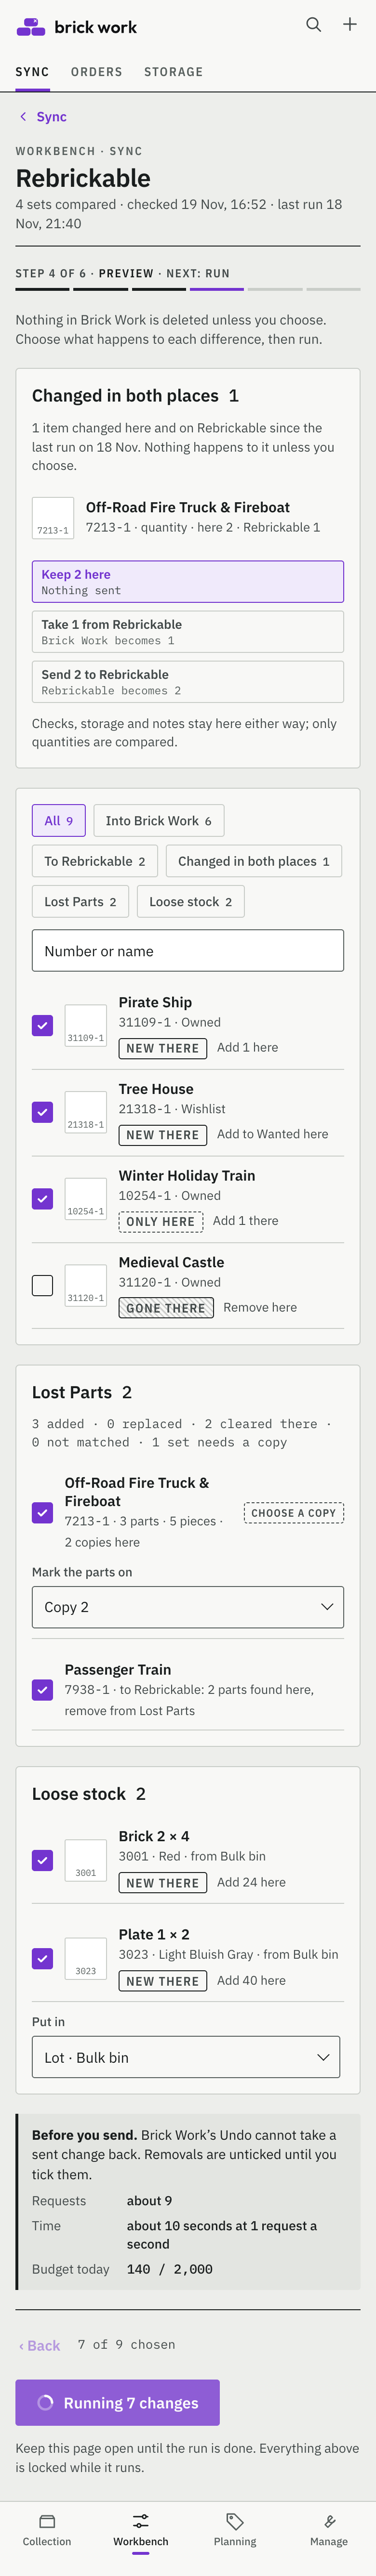 brick work
SYNC ORDERS STORAGE
Sync
WORKBENCH · SYNC
Rebrickable
4 sets compared · checked 19 Nov, 16:52 · last run 18
Nov, 21:40
STEP 4 OF 6 · PREVIEW · NEXT: RUN
Nothing in Brick Work is deleted unless you choose.
Choose what happens to each difference, then run.
Changed in both places 1
1 item changed here and on Rebrickable since the
last run on 18 Nov. Nothing happens to it unless you
choose.
7213-1
Off-Road Fire Truck & Fireboat
7213-1 · quantity · here 2 · Rebrickable 1
Keep 2 here
Nothing sent
Take 1 from Rebrickable
Brick Work becomes 1
Send 2 to Rebrickable
Rebrickable becomes 2
Checks, storage and notes stay here either way; only
quantities are compared.
All 9 Into Brick Work 6
To Rebrickable 2 Changed in both places 1
Lost Parts 2 Loose stock 2
Number or name
31109-1
Pirate Ship
31109-1 · Owned
NEW THERE Add 1 here
21318-1
Tree House
21318-1 · Wishlist
NEW THERE Add to Wanted here
10254-1
Winter Holiday Train
10254-1 · Owned
ONLY HERE Add 1 there
31120-1
Medieval Castle
31120-1 · Owned
GONE THERE Remove here
Lost Parts 2
3 added · 0 replaced · 2 cleared there ·
0 not matched · 1 set needs a copy
Off-Road Fire Truck &
Fireboat
7213-1 · 3 parts · 5 pieces ·
2 copies here
CHOOSE A COPY
Mark the parts on
Copy 2
Passenger Train
7938-1 · to Rebrickable: 2 parts found here,
remove from Lost Parts
Loose stock 2
3001
Brick 2 × 4
3001 · Red · from Bulk bin
NEW THERE Add 24 here
3023
Plate 1 × 2
3023 · Light Bluish Gray · from Bulk bin
NEW THERE Add 40 here
Put in
Lot · Bulk bin
Before you send. Brick Work’s Undo cannot take a
sent change back. Removals are unticked until you
tick them.
Requests about 9
Time about 10 seconds at 1 request a
second
Budget today 140 / 2,000
‹ Back 7 of 9 chosen
Running 7 changes
Keep this page open until the run is done. Everything above
is locked while it runs.
Collection Workbench Planning Manage